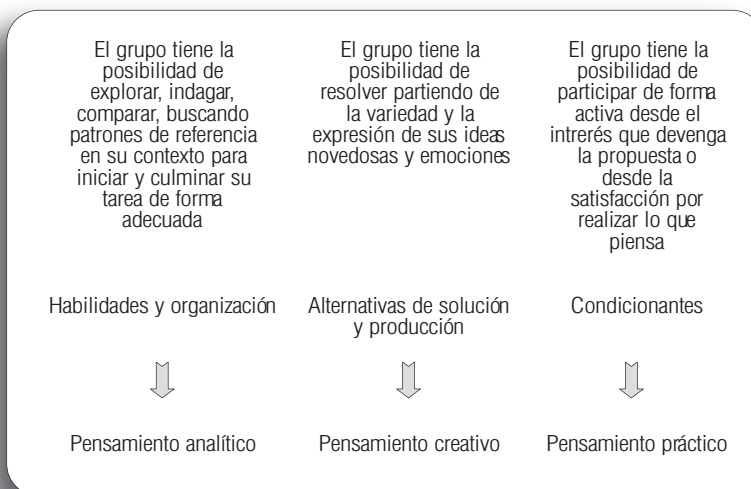 El grupo tiene la
posibilidad de
explorar, indagar,
comparar, buscando
patrones de referencia
en su contexto para
iniciar y culminar su
tarea de forma
adecuada
El grupo tiene la
posibilidad de
resolver partiendo de
la variedad y la
expresión de sus ideas
novedosas y emociones
El grupo tiene la
posibilidad de
participar de forma
activa desde el
intrerés que devenga
la propuesta o
desde la
satisfacción por
realizar lo que
piensa
Habilidades y organización
Alternativas de solución
y producción
Condicionantes
Pensamiento analítico
Pensamiento creativo
Pensamiento práctico